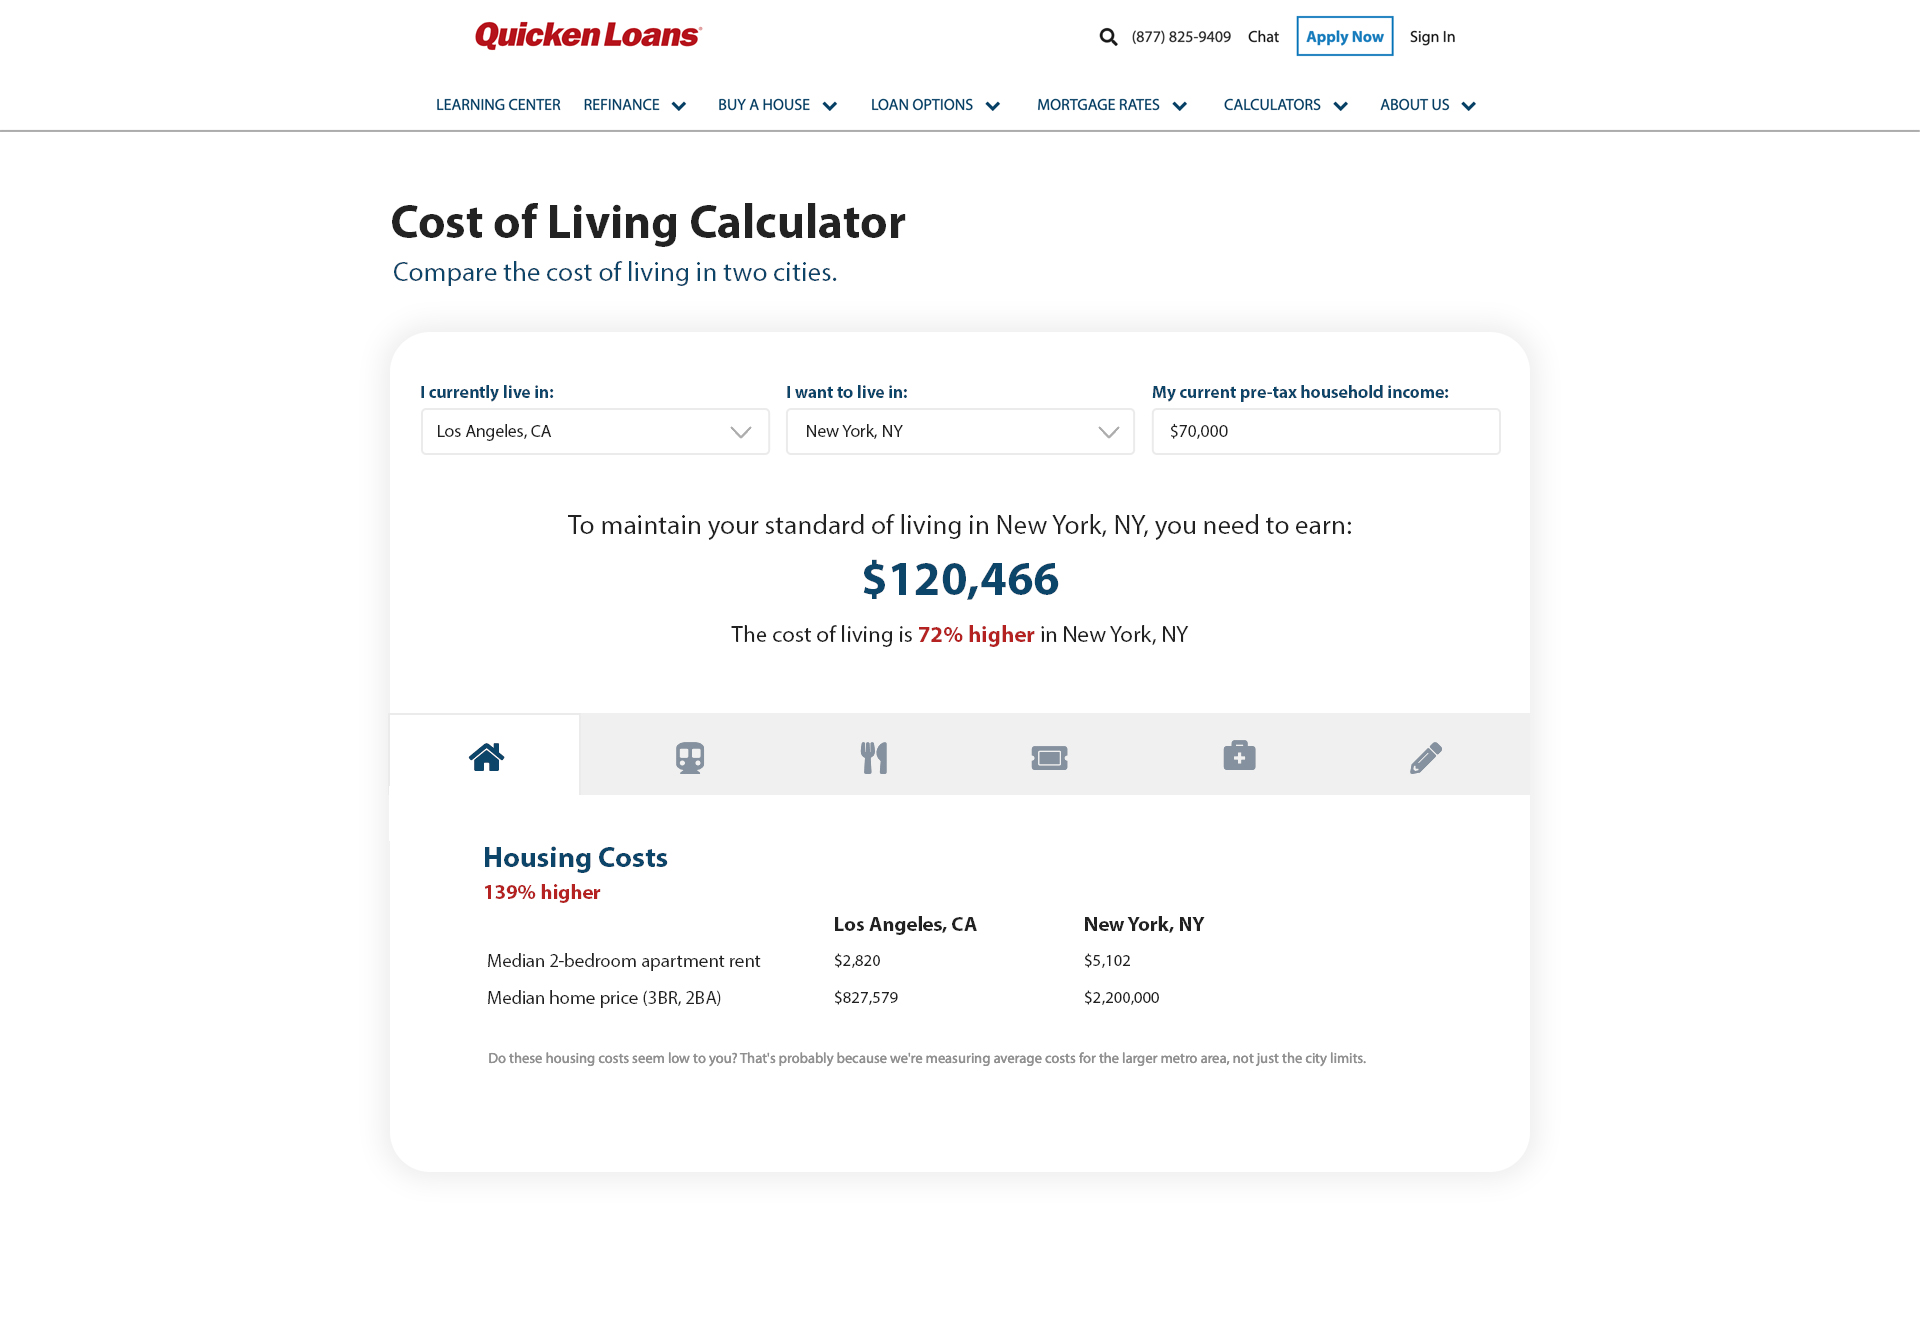 Quicken Loans
(877) 825-9409 Chat Apply Now Sign In
LEARNING CENTER REFINANCE BUY A HOUSE LOAN OPTIONS MORTGAGE RATES CALCULATORS ABOUT US
Cost of Living Calculator
Compare the cost of living in two cities.
I currently live in: I want to live in: My current pre-tax household income:
Los Angeles, CA New York, NY $70,000
To maintain your standard of living in New York, NY, you need to earn:
$120,466
The cost of living is 72% higher in New York, NY
Housing Costs
139% higher
Los Angeles, CA New York, NY
Median 2-bedroom apartment rent $2,820 $5,102
Median home price (3BR, 2BA) $827,579 $2,200,000
Do these housing costs seem low to you? That's probably because we're measuring average costs for the larger metro area, not just the city limits.